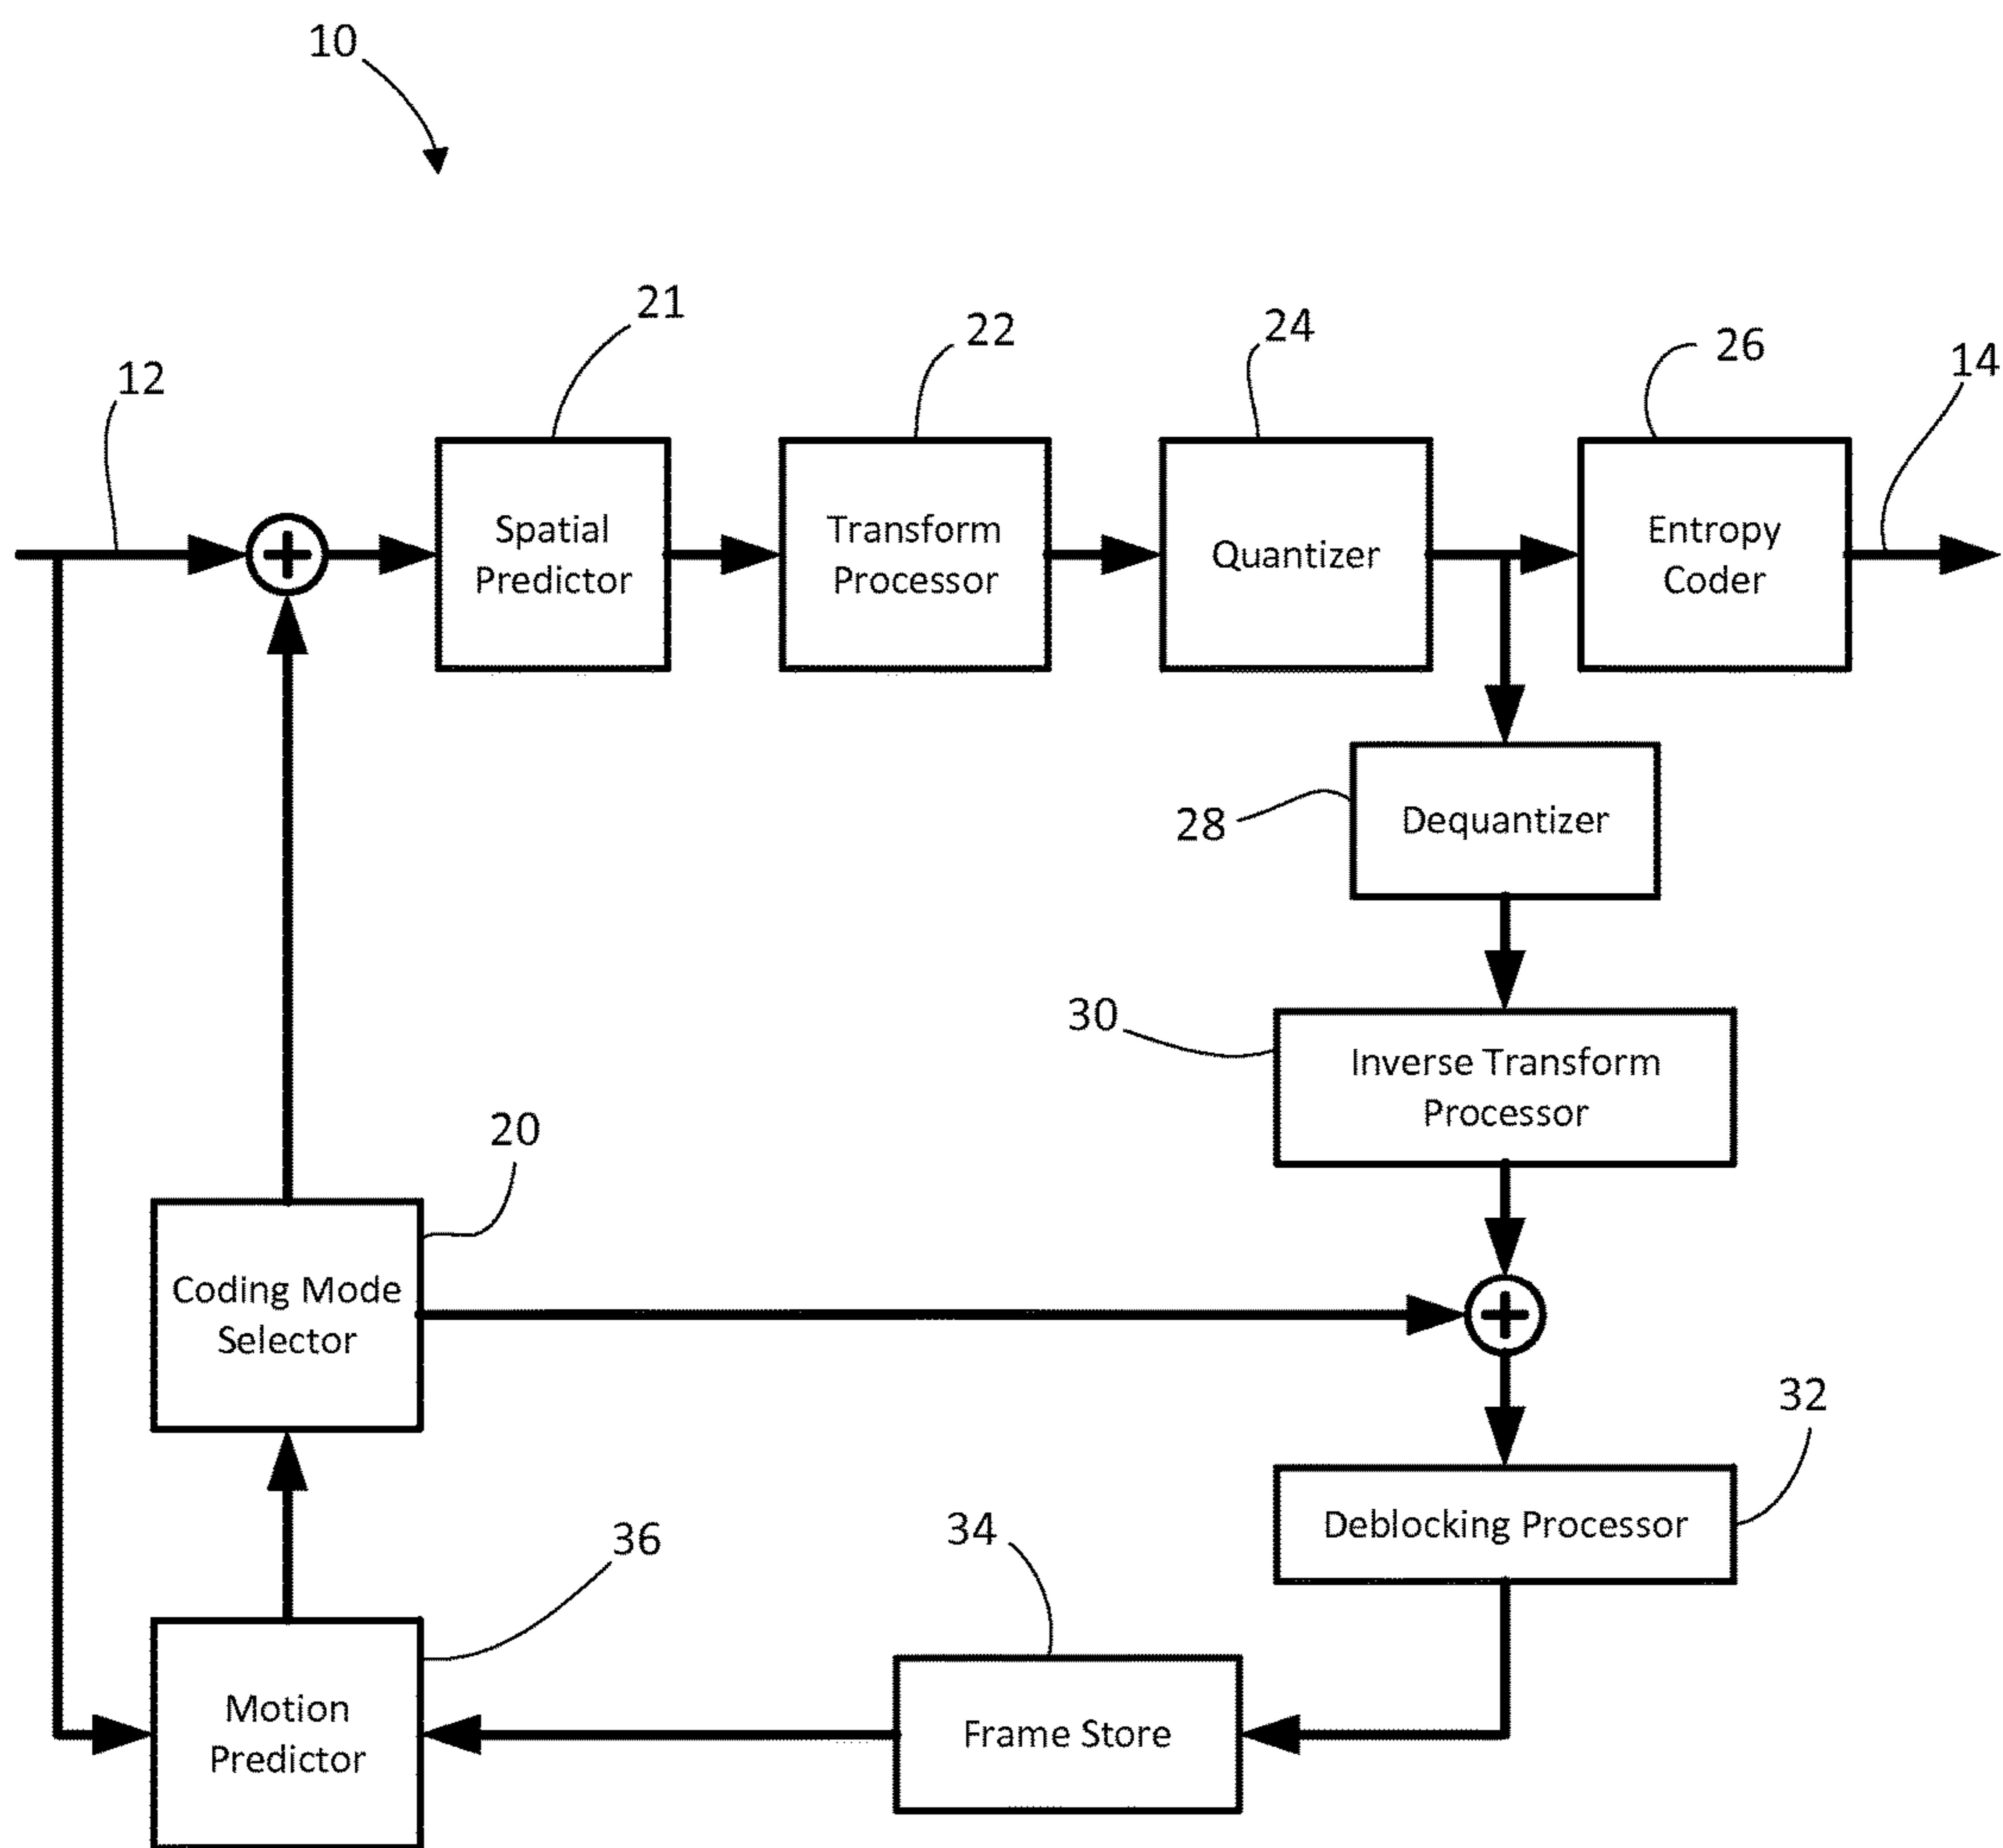 10
21
22
24
26
14
12
Spatial
Predictor
Transform
Processor
Quantizer
Entropy
Coder
28
Dequantizer
30
Inverse Transform
Processor
20
Coding Mode
Selector
32
Deblocking Processor
34
36
Motion
Predictor
Frame Store